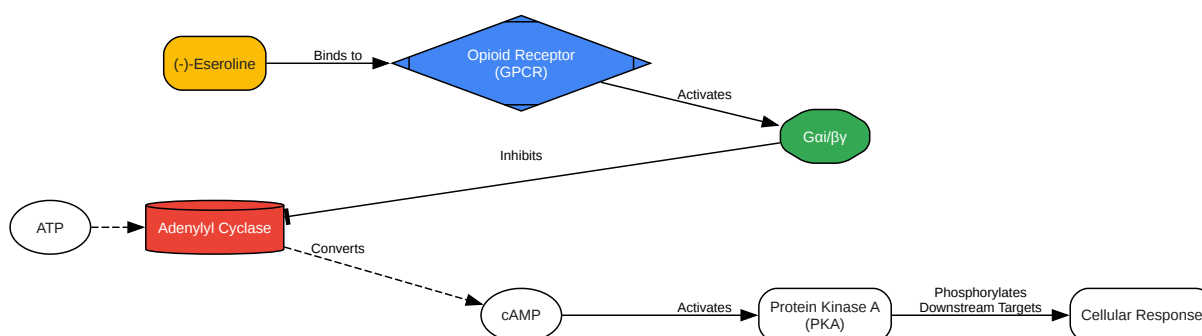 (-)-Eseroline
Binds to
Opioid Receptor
(GPCR)
Activates
Gαi/βγ
Inhibits
ATP
Adenylyl Cyclase
Converts
cAMP
Activates
Protein Kinase A
(PKA)
Phosphorylates
Downstream Targets
Cellular Response